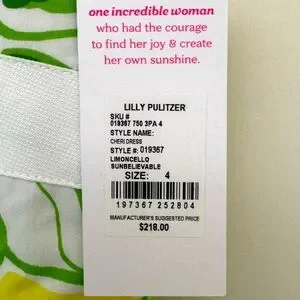 one incredible woman
who had the courage
to find her joy & create
her own sunshine.
LILLY PULITZER
SKU #
019367 750 3PA 4
STYLE NAME:
CHERI DRESS
STYLE #: 019367
LIMONCELLO
SUNBELIEVABLE
SIZE: 4
197367 252804
MANUFACTURER'S SUGGESTED PRICE
$218.00